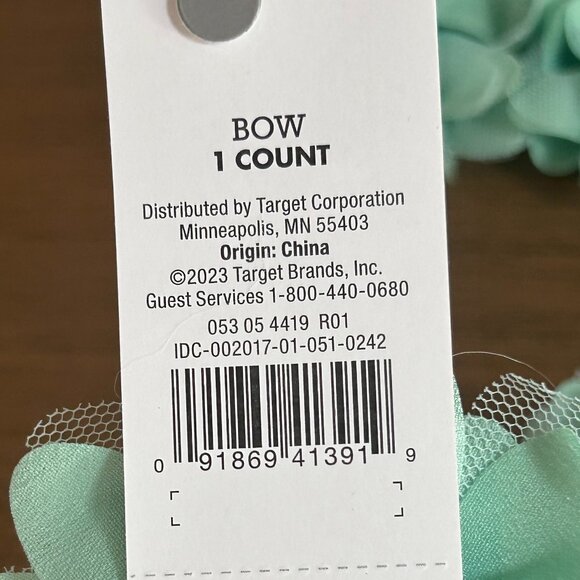 BOW
1 COUNT
Distributed by Target Corporation
Minneapolis, MN 55403
Origin: China
©2023 Target Brands, Inc.
Guest Services 1-800-440-0680
053 05 4419 R01
IDC-002017-01-051-0242
0 91869 41391 9